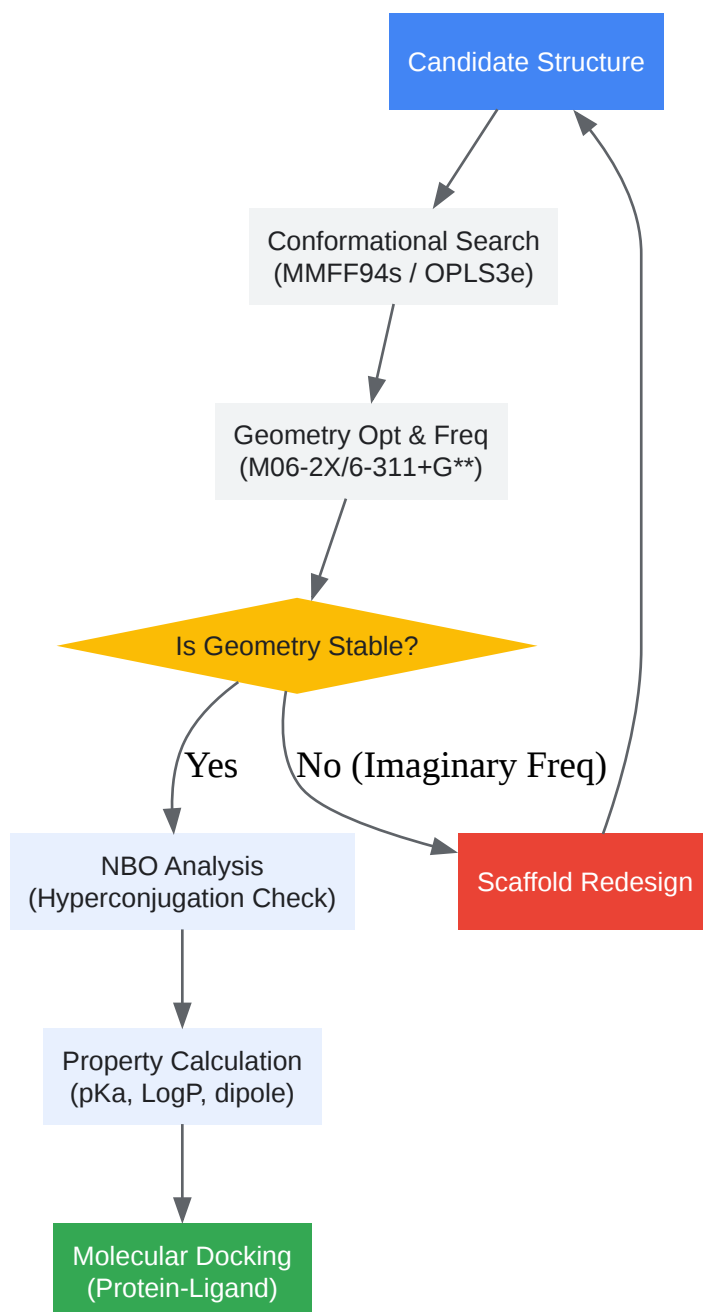 Candidate Structure
Conformational Search
(MMFF94s / OPLS3e)
Geometry Opt & Freq
(M06-2X/6-311+G**)
Is Geometry Stable?
Yes
No (Imaginary Freq)
NBO Analysis
(Hyperconjugation Check)
Scaffold Redesign
Property Calculation
(pKa, LogP, dipole)
Molecular Docking
(Protein-Ligand)